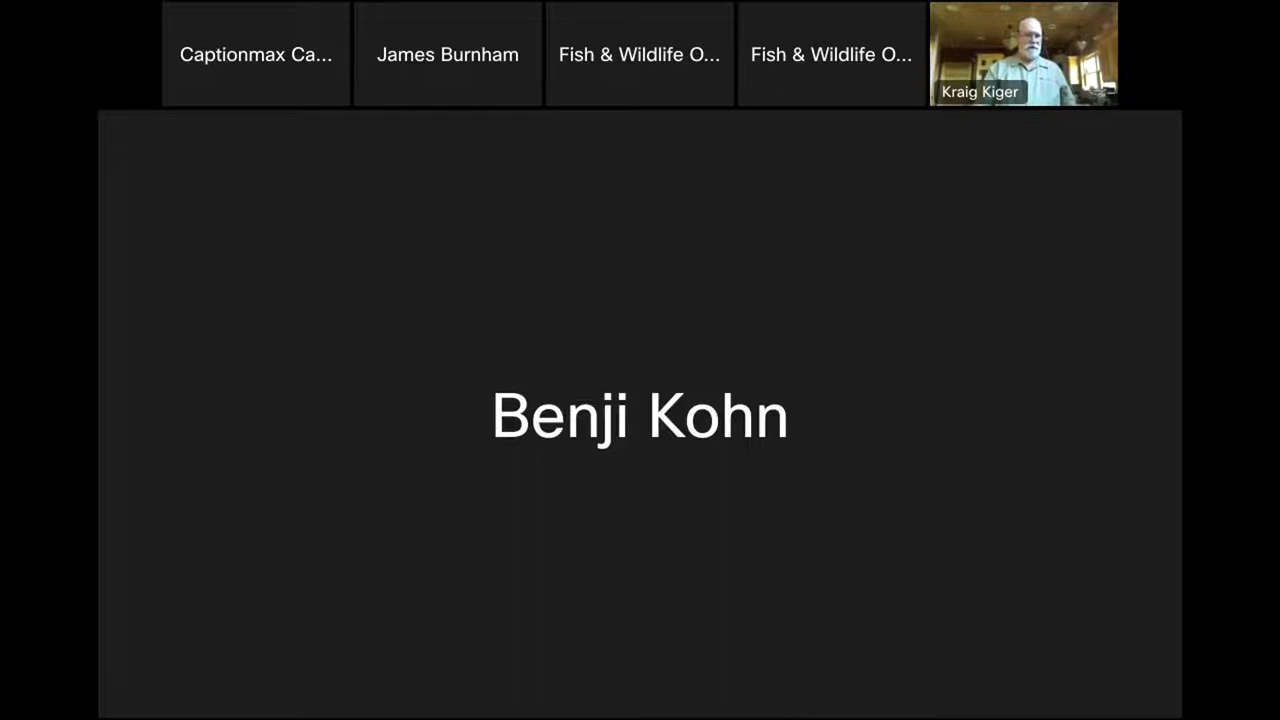 Captionmax Ca...
James Burnham
Fish & Wildlife O...
Fish & Wildlife O...
Kraig Kiger
Benji Kohn